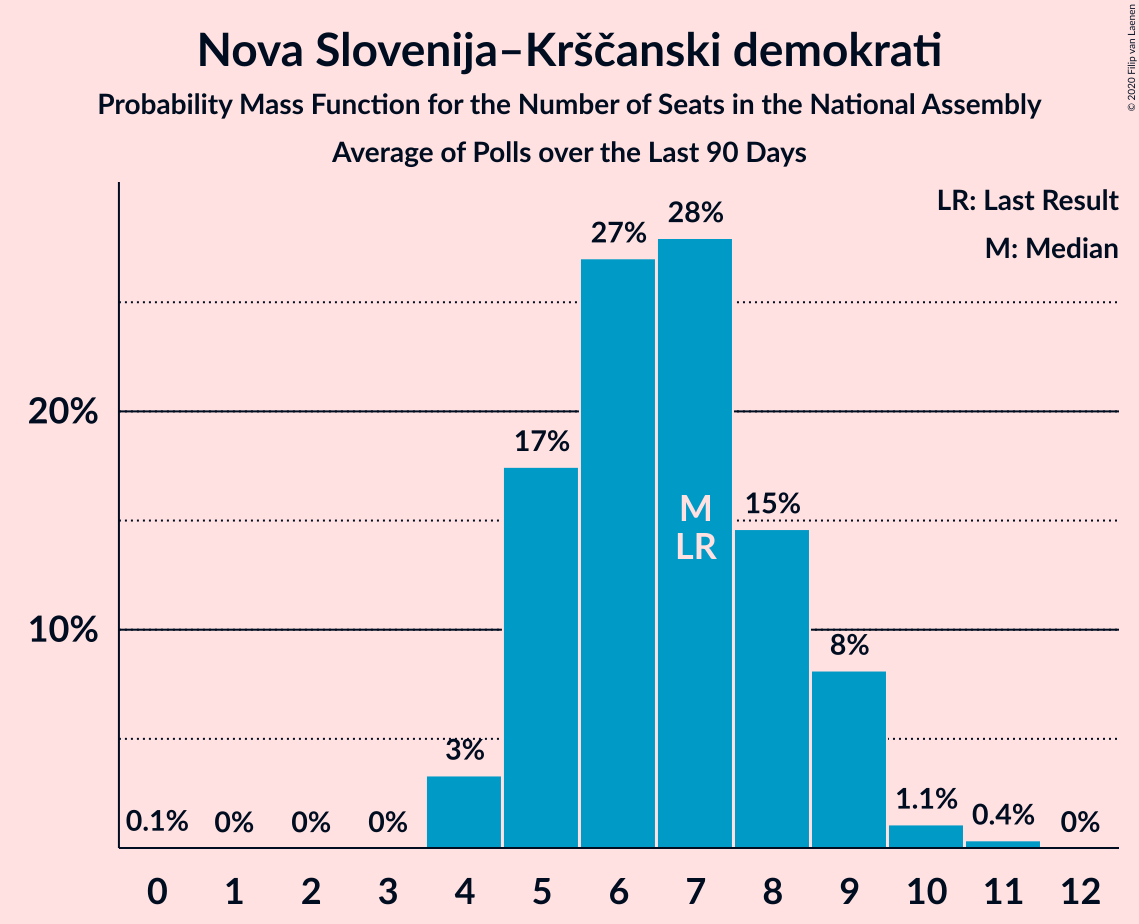 Nova Slovenija–Krščanski demokrati
Probability Mass Function for the Number of Seats in the National Assembly
Average of Polls over the Last 90 Days
© 2020 Filip van Laenen
LR: Last Result
M: Median
28%
27%
20%
17%
15%
M
LR
10%
8%
3%
0.1% 0% 0% 0%
1.1%
0.4%
0%
0 1 2 3 4 5 6 7 8 9 10 11 12